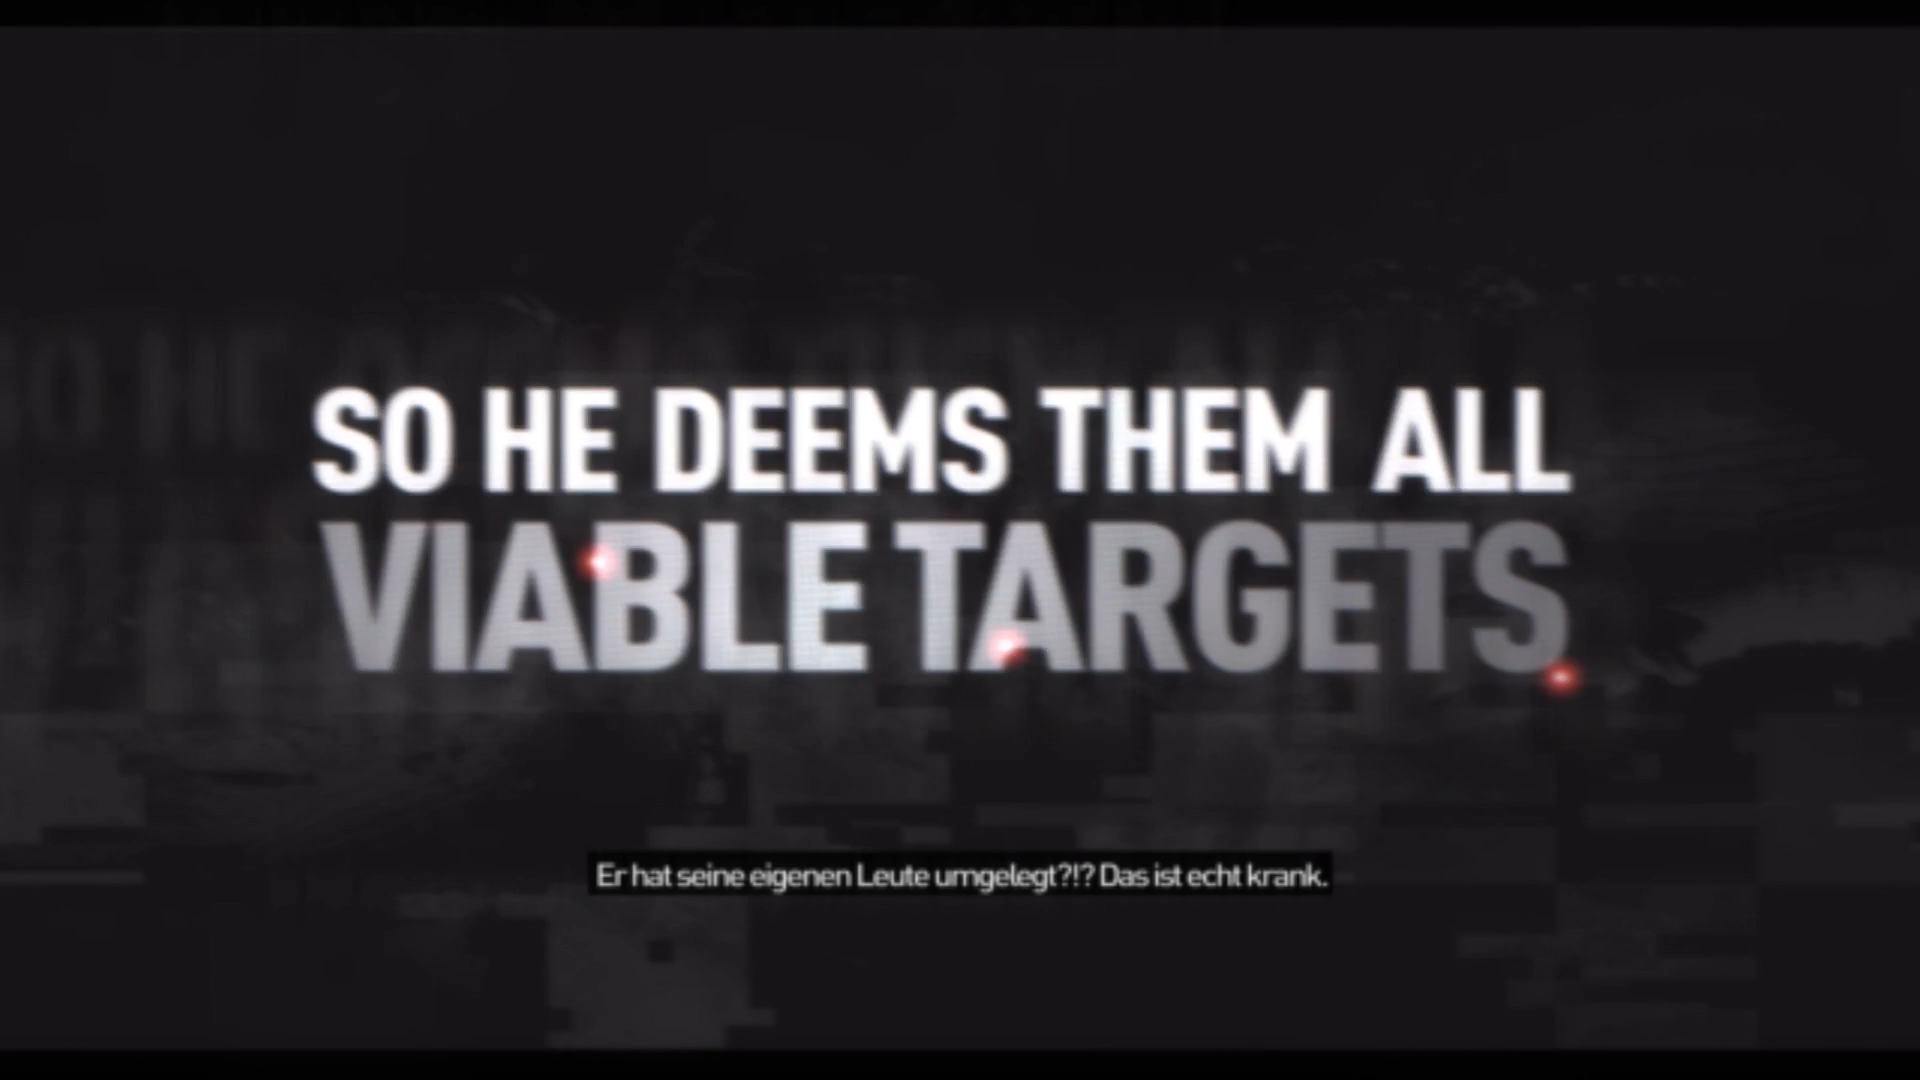 SO HE DEEMS THEM ALL
VIABLE TARGETS
Er hat seine eigenen Leute umgelegt?!? Das ist echt krank.